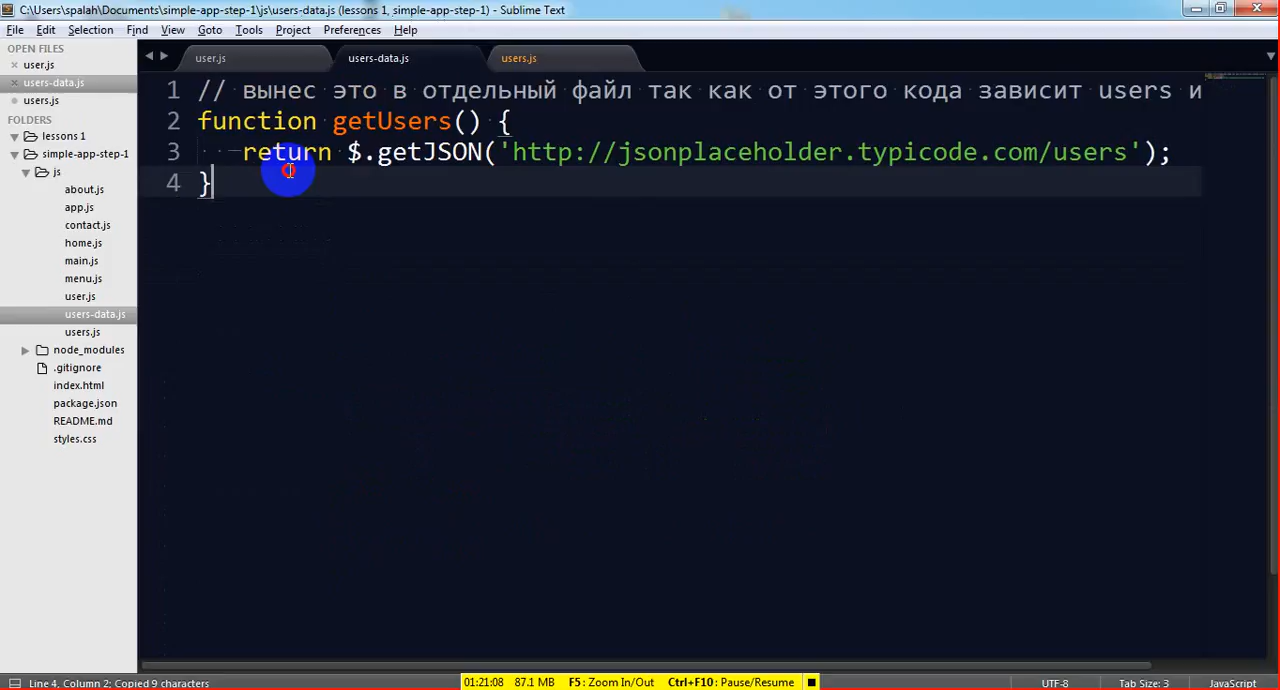 C:\Users\spalah\Documents\simple-app-step-1\js\users-data.js (lessons 1, simple-app-step-1) - Sublime Text
File Edit Selection Find View Goto Tools Project Preferences Help
OPEN FILES
user.js
users-data.js
users.js
FOLDERS
lessons 1
simple-app-step-1
js
about.js
app.js
contact.js
home.js
main.js
menu.js
user.js
users-data.js
users.js
node_modules
.gitignore
index.html
package.json
README.md
styles.css
user.js users-data.js users.js
1 // вынес это в отдельный файл так как от этого кода зависит users и
2 function getUsers() {
3 return $.getJSON('http://jsonplaceholder.typicode.com/users');
4 }
Line 4, Column 2; Copied 9 characters
01:21:08 87.1 MB F5: Zoom In/Out Ctrl+F10: Pause/Resume
UTF-8 Tab Size: 3 JavaScript